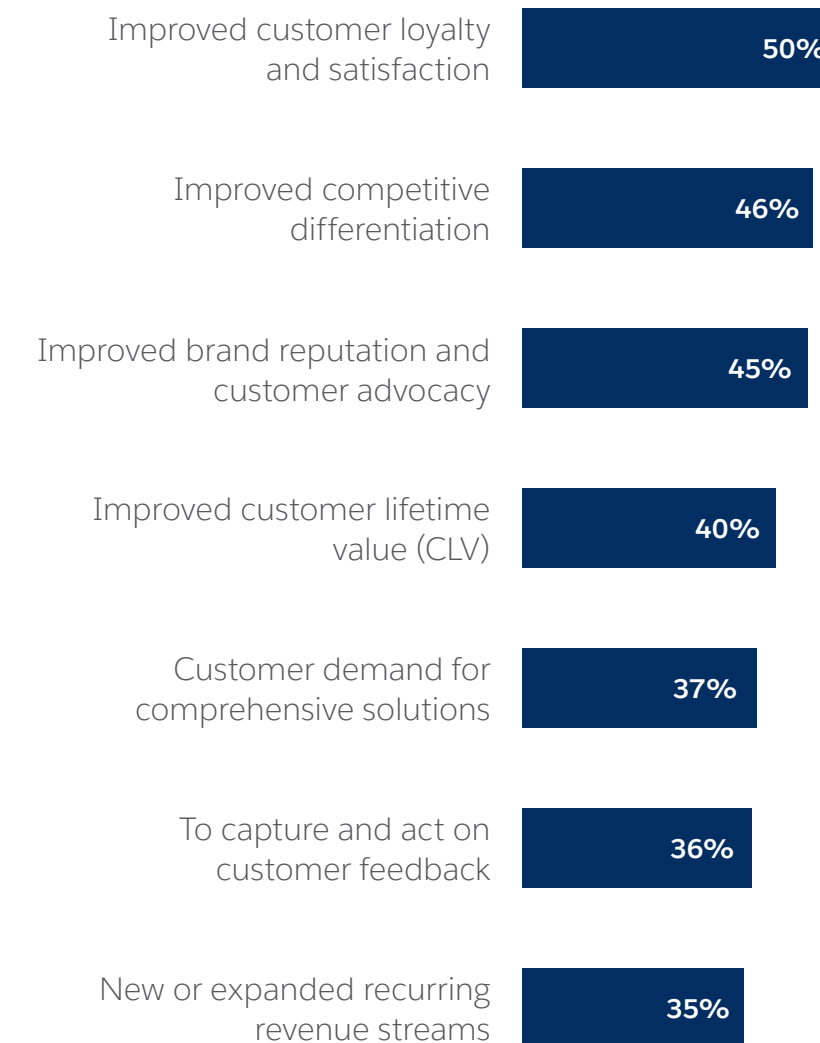 Improved customer loyalty
and satisfaction
50%
Improved competitive
differentiation
46%
Improved brand reputation and
customer advocacy
45%
Improved customer lifetime
value (CLV)
40%
Customer demand for
comprehensive solutions
37%
To capture and act on
customer feedback
36%
New or expanded recurring
revenue streams
35%